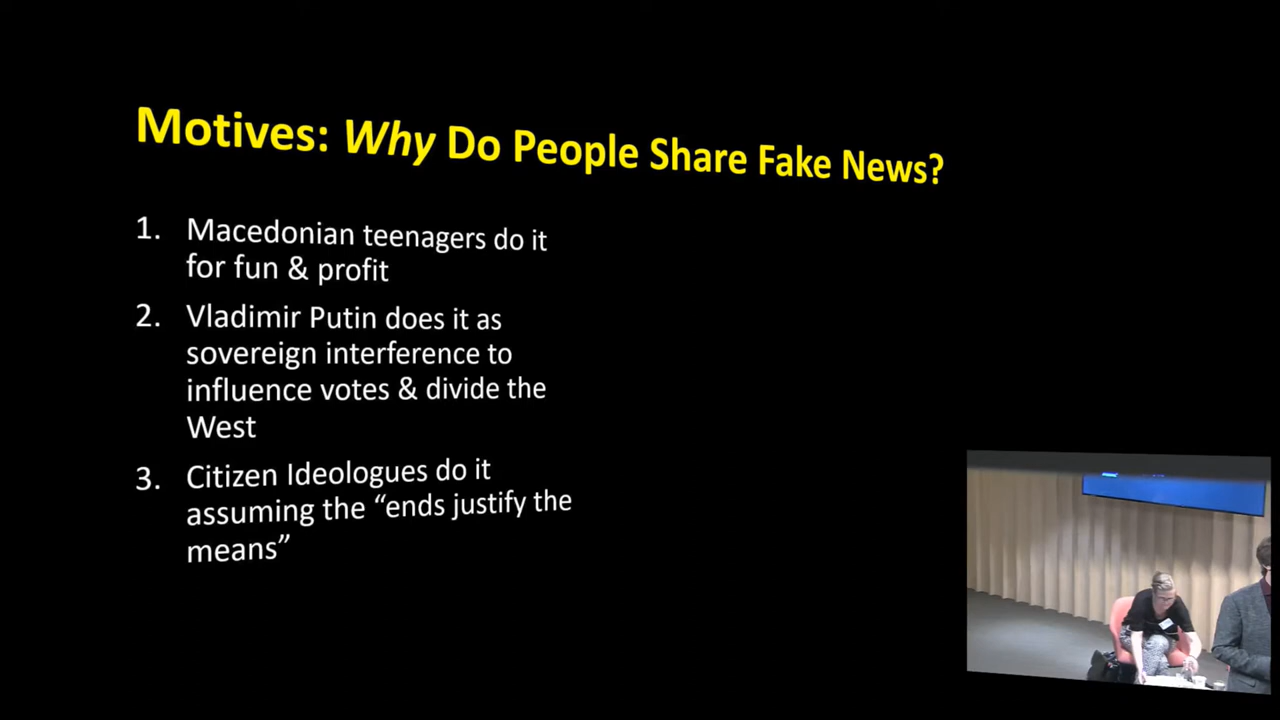 Motives: Why Do People Share Fake News?
1. Macedonian teenagers do it
for fun & profit
2. Vladimir Putin does it as
sovereign interference to
influence votes & divide the
West
3. Citizen Ideologues do it
assuming the “ends justify the
means”